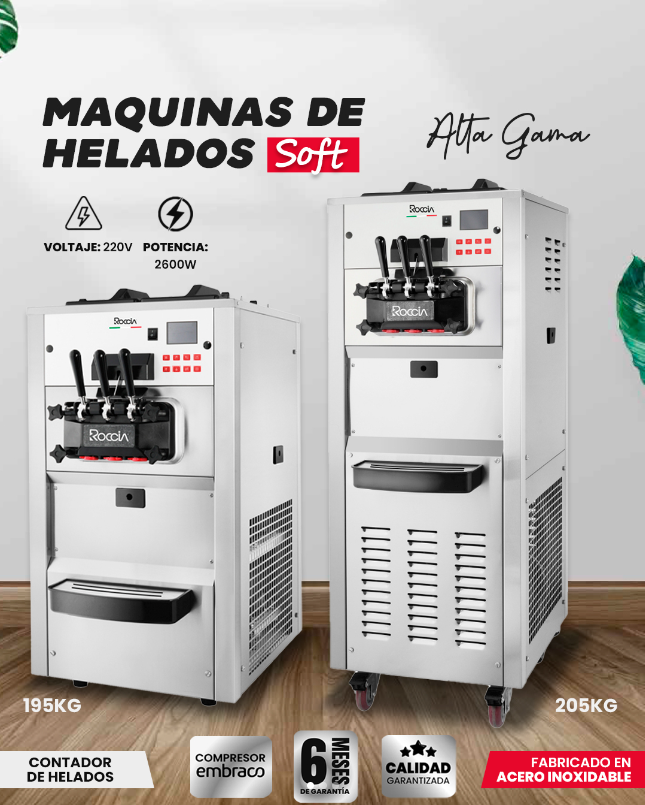 MAQUINAS DE
HELADOS Soft
Alta Gama
VOLTAJE: 220V
POTENCIA:
2600W
Roccia
Roccia
Roccia
Roccia
195KG
205KG
CONTADOR
DE HELADOS
COMPRESOR
embraco
6 MESES
DE GARANTÍA
CALIDAD
GARANTIZADA
FABRICADO EN
ACERO INOXIDABLE